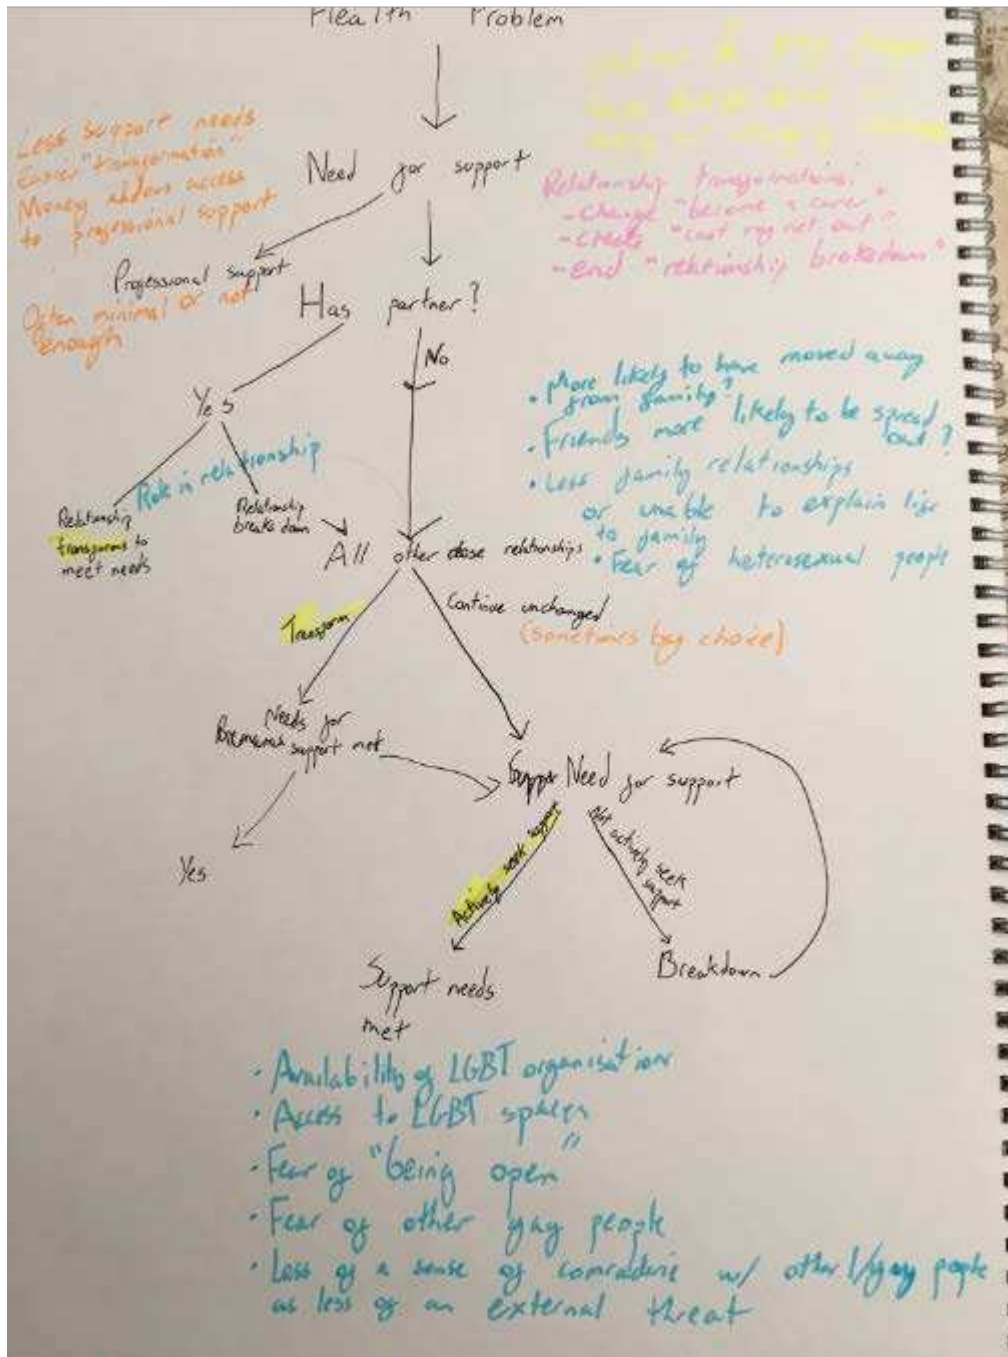 Health Problem
Less support needs
Easier "transformation"
Money allows access
to professional support
Need for support
Relationship transformations:
- Change "become a carer"
- Create "cast my net out"
- end "relationship breakdown"
Professional support
Often minimal or not
enough
Has partner?
No
Yes
• More likely to have moved away
from family?
• Friends more likely to be spread
out?
• Less family relationships
or unable to explain life
to family
• Fear of heterosexual people
Role in relationship
Relationship
transforms to
meet needs
Relationship
breakdown
All other close relationships
Transform
Continue unchanged
(sometimes by choice)
Needs for
support met
Need for support
Yes
Actively seek support
Not actively seek
support
Support needs
met
Breakdown
• Availability of LGBT organisations
• Access to LGBT spaces
• Fear of "being open"
• Fear of other gay people
• Loss of a sense of comraderie w/ other l/gay people
as less of an external threat